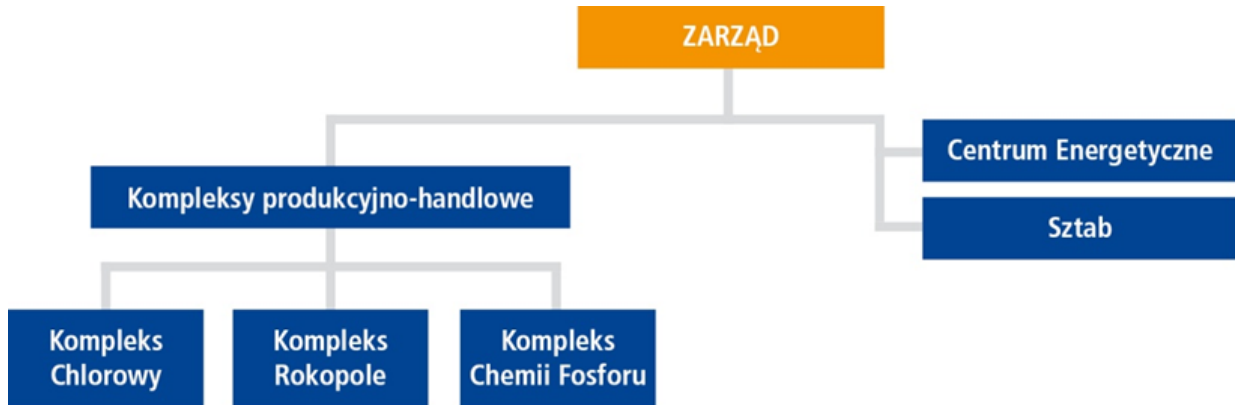 ZARZĄD
Centrum Energetyczne
Kompleksy produkcyjno-handlowe
Sztab
Kompleks
Chlorowy
Kompleks
Rokopole
Kompleks
Chemii Fosforu